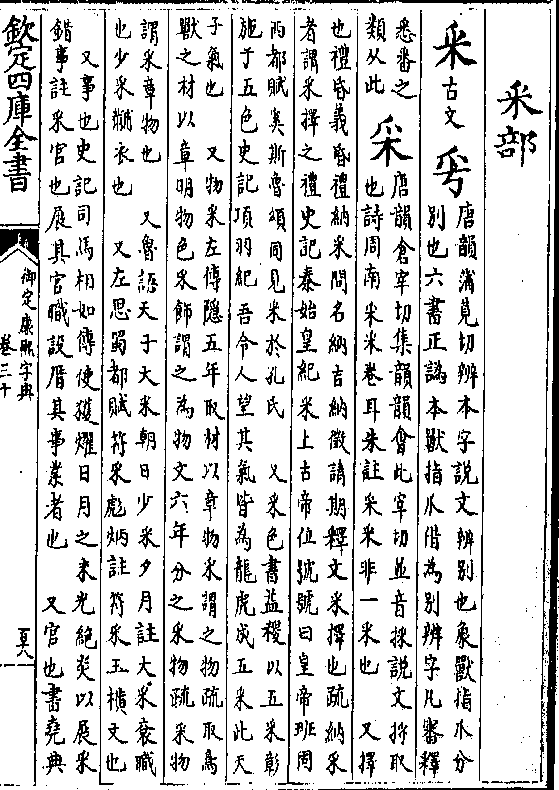 釆部
釆 古文 𠂭 唐韻蒲莧切辨本字說文辨別也象獸指爪分
別也六書正譌本獸指爪借為別辨字凡審釋
悉番之
類從此
采 唐韻倉宰切集韻韻會此宰切並音採說文捋取
也詩周南采采卷耳朱註采采非一采也 又擇
也禮昏義昏禮納采問名納吉納徵請期釋文采擇也疏納采
者謂采擇之禮史記秦始皇紀采上古帝位號號曰皇帝班固
兩都賦奚斯魯頌同見采於孔氏 又采色書益稷以五采彰
施于五色史記項羽紀吾令人望其氣皆為龍虎成五采此天
子氣也 又物采左傳隱五年取材以章物采謂之物疏取鳥
獸之材以章明物色采飾謂之為物文六年分之采物疏采物
謂采章物也 又魯語天子大采朝日少采夕月註大采袞職
也少采黼衣也 又左思蜀都賦符采彪炳註符采玉橫文也
又事也史記司馬相如傳使獲燿日月之末光絕炎以展采
錯事註采官也展其官職設厝其事業者也 又官也書堯典
欽定四庫全書
御定康熙字典
卷三十